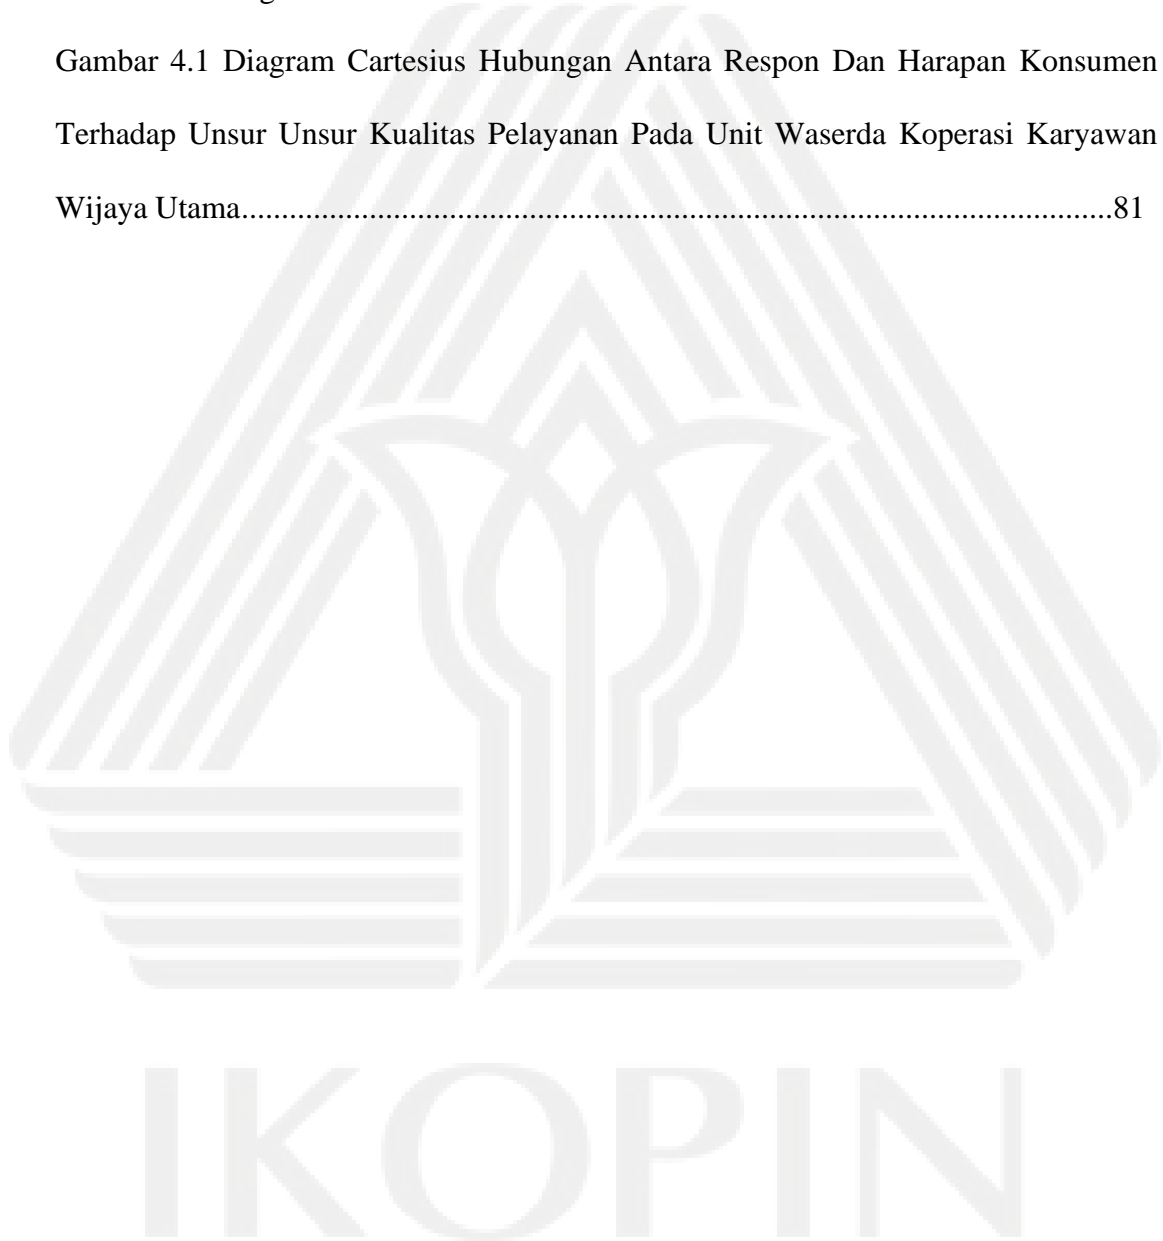 Gambar 4.1 Diagram Cartesius Hubungan Antara Respon Dan Harapan Konsumen
Terhadap Unsur Unsur Kualitas Pelayanan Pada Unit Waserda Koperasi Karyawan
Wijaya Utama.............................................................................................................81
IKOPIN